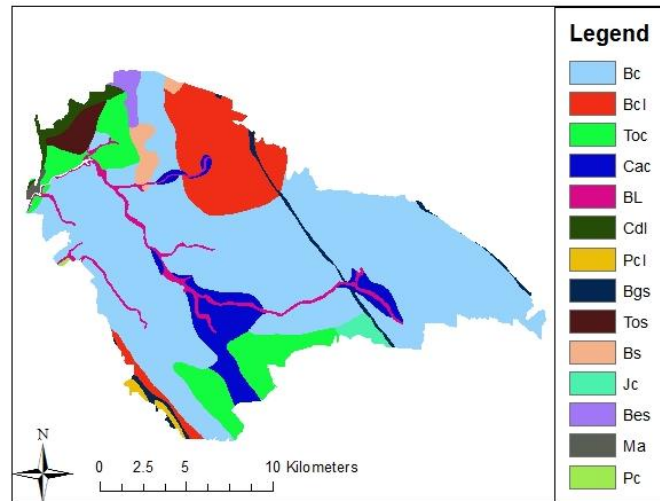 Legend
Bc
Bcl
Toc
Cac
BL
Cdl
Pcl
Bgs
Tos
Bs
Jc
Bes
Ma
Pc
N
0 2.5 5 10 Kilometers